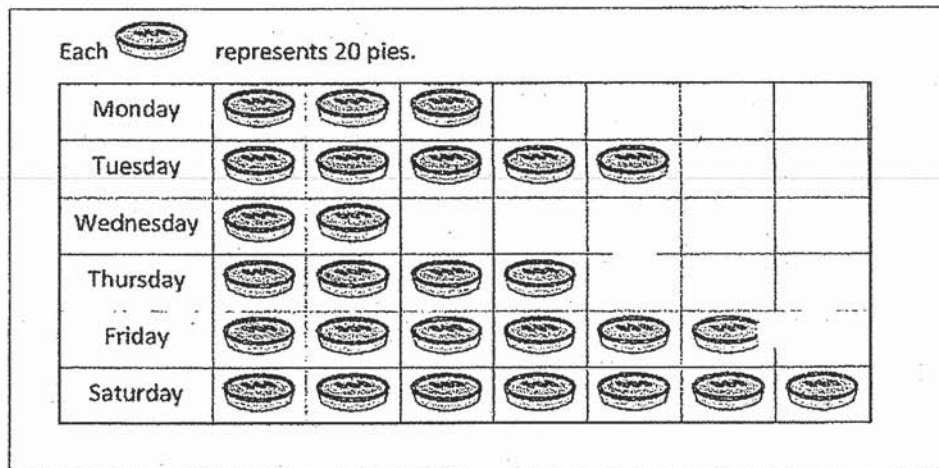 Each represents 20 pies.
Monday
Tuesday
Wednesday
Thursday
Friday
Saturday